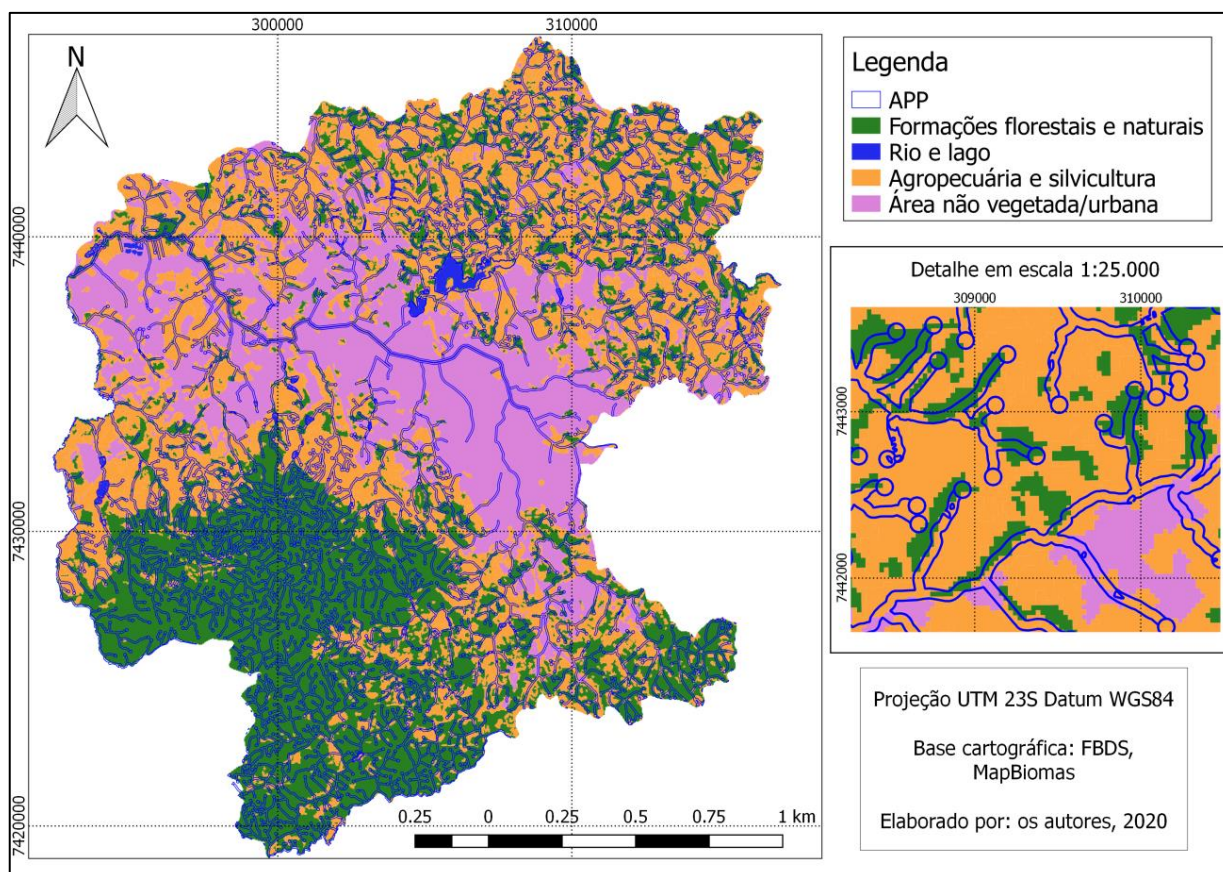 300000
310000
N
7440000
7430000
7420000
0.25 0 0.25 0.5 0.75 1 km
Legenda
APP
Formações florestais e naturais
Rio e lago
Agropecuária e silvicultura
Área não vegetada/urbana
Detalhe em escala 1:25.000
309000
310000
7443000
7442000
Projeção UTM 23S Datum WGS84
Base cartográfica: FBDS,
MapBiomas
Elaborado por: os autores, 2020